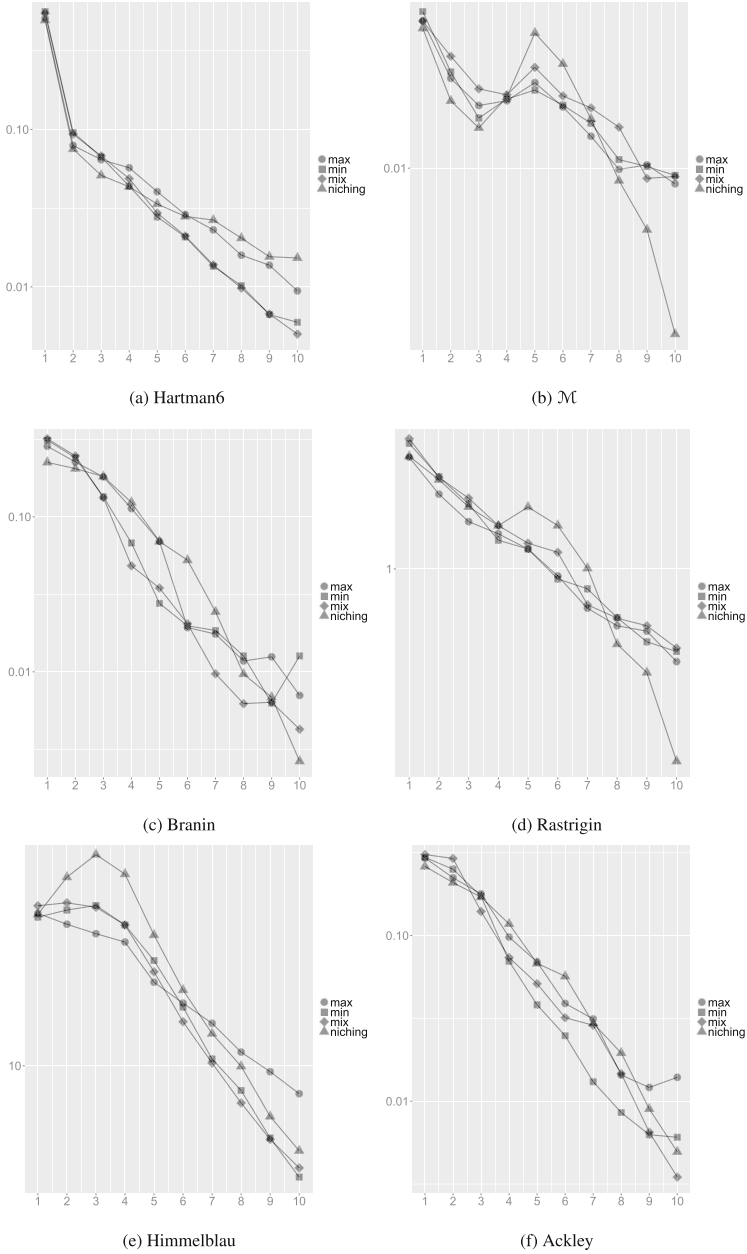 0.10
0.01
1 2 3 4 5 6 7 8 9 10
max
min
mix
niching
(a) Hartman6
0.01
1 2 3 4 5 6 7 8 9 10
max
min
mix
niching
(b) ℳ
0.10
0.01
1 2 3 4 5 6 7 8 9 10
max
min
mix
niching
(c) Branin
1
1 2 3 4 5 6 7 8 9 10
max
min
mix
niching
(d) Rastrigin
10
1 2 3 4 5 6 7 8 9 10
max
min
mix
niching
(e) Himmelblau
0.10
0.01
1 2 3 4 5 6 7 8 9 10
max
min
mix
niching
(f) Ackley